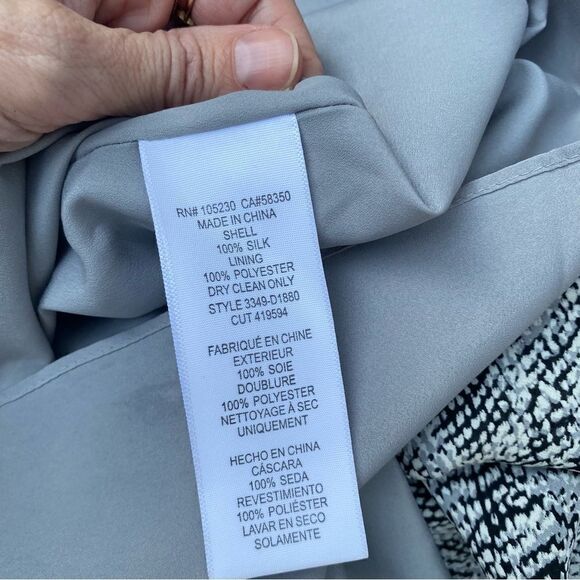 RN# 105230 CA#58350
MADE IN CHINA
SHELL
100% SILK
LINING
100% POLYESTER
DRY CLEAN ONLY
STYLE 3349-D1880
CUT 419594
FABRIQUÉ EN CHINE
EXTERIEUR
100% SOIE
DOUBLURE
100% POLYESTER
NETTOYAGE À SEC
UNIQUEMENT
HECHO EN CHINA
CÁSCARA
100% SEDA
REVESTIMIENTO
100% POLIÉSTER
LAVAR EN SECO
SOLAMENTE